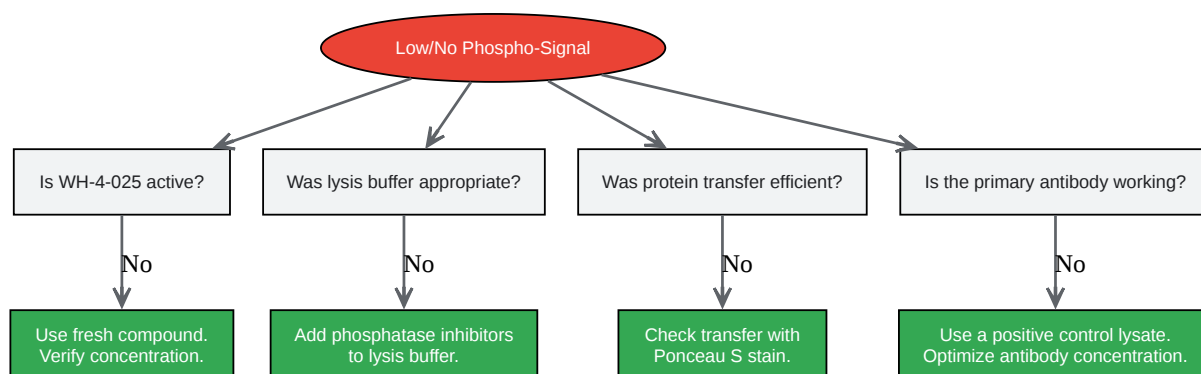 Low/No Phospho-Signal
Is WH-4-025 active?
Was lysis buffer appropriate?
Was protein transfer efficient?
Is the primary antibody working?
No
No
No
No
Use fresh compound.
Verify concentration.
Add phosphatase inhibitors
to lysis buffer.
Check transfer with
Ponceau S stain.
Use a positive control lysate.
Optimize antibody concentration.